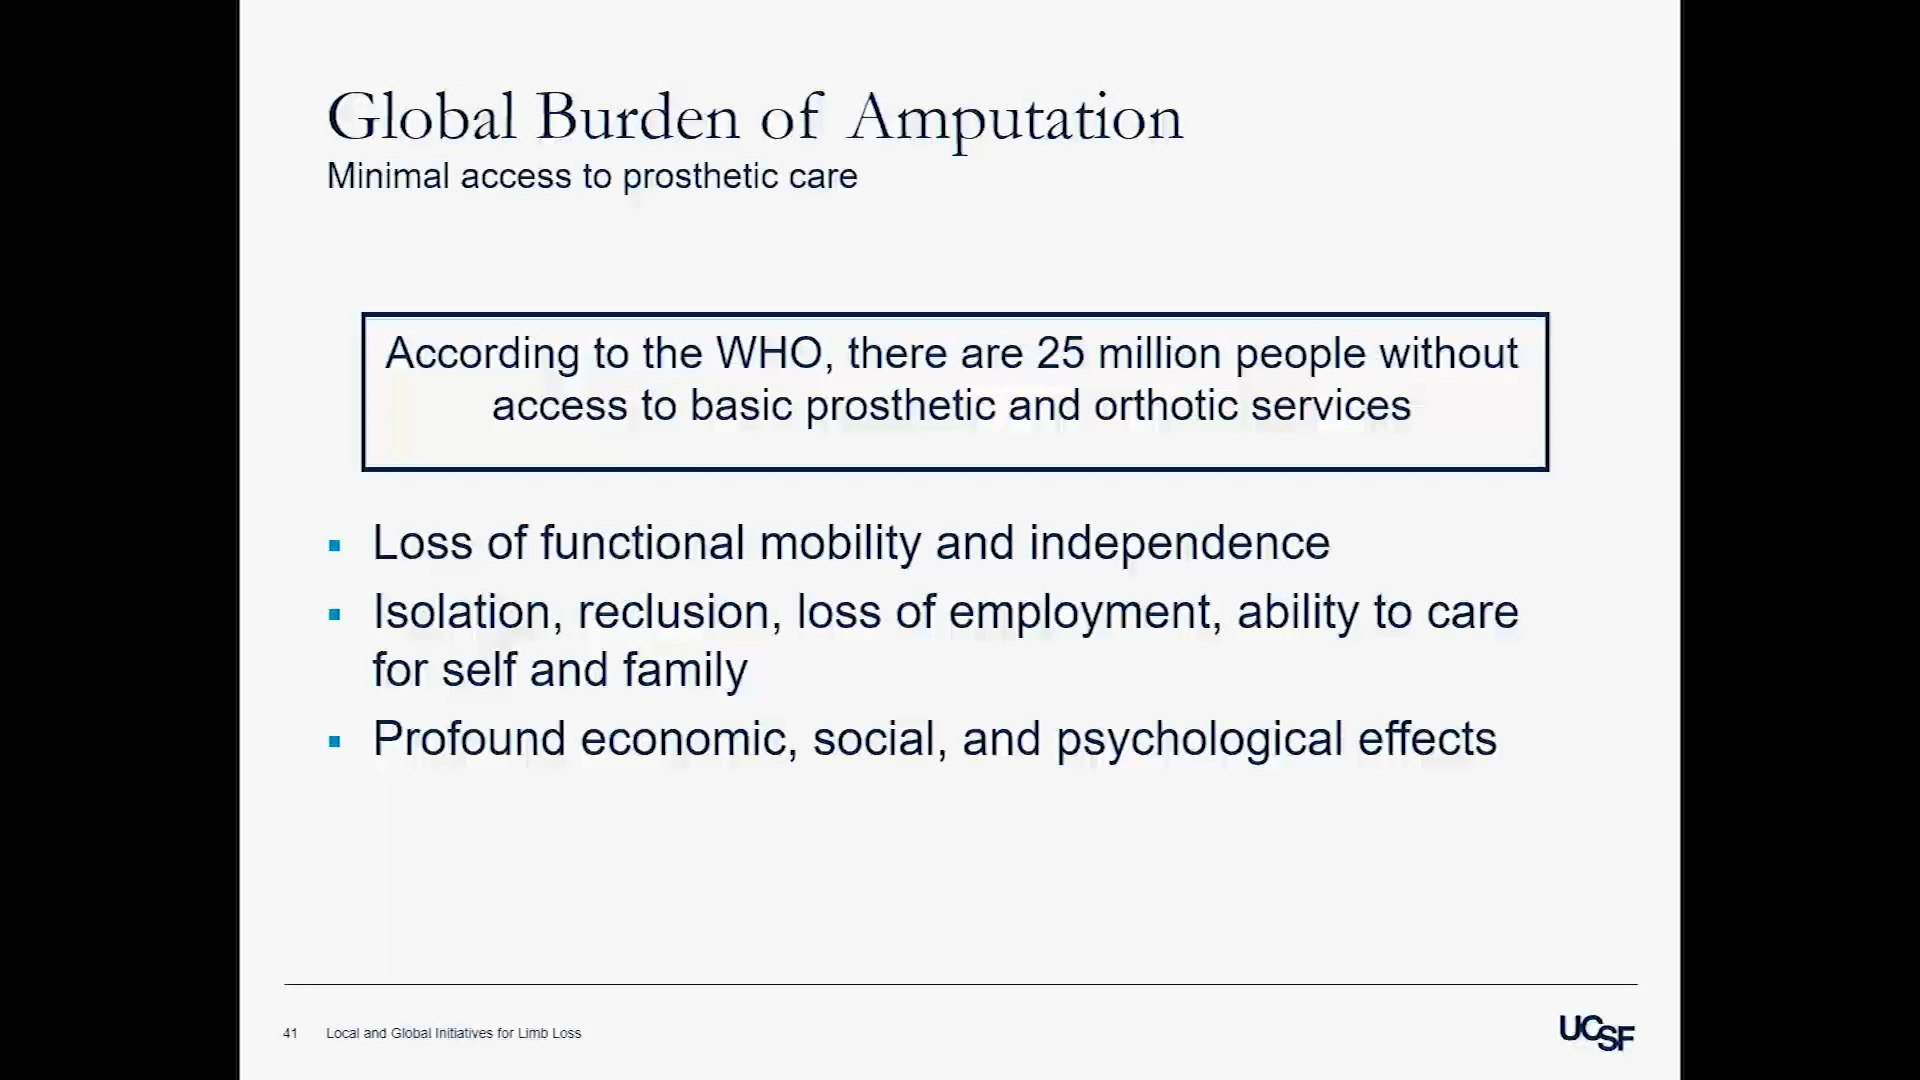 Global Burden of Amputation
Minimal access to prosthetic care
According to the WHO, there are 25 million people without
access to basic prosthetic and orthotic services
▪ Loss of functional mobility and independence
▪ Isolation, reclusion, loss of employment, ability to care
for self and family
▪ Profound economic, social, and psychological effects
41 Local and Global Initiatives for Limb Loss
UCSF